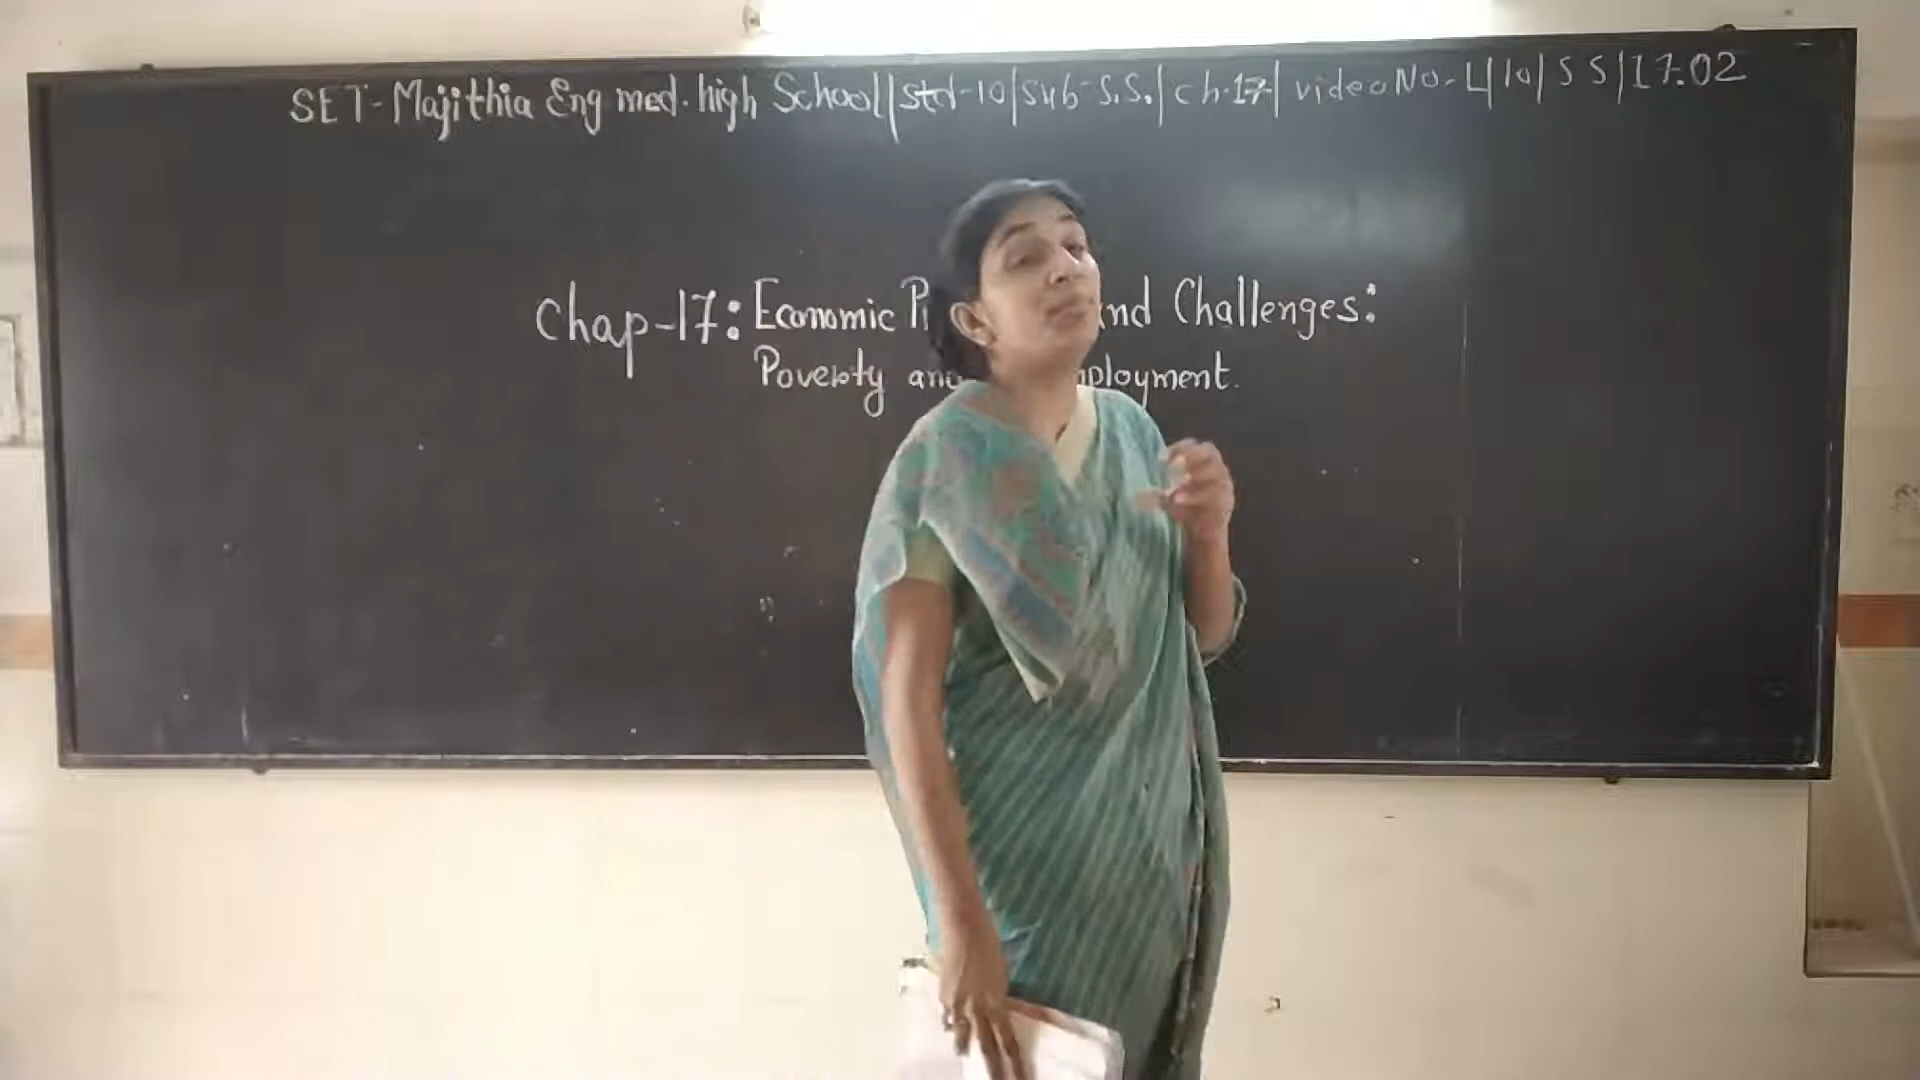 SET-Majithia Eng med. high School|std-10|sub-S.S.|ch.17|video No-4|10|SS|17.02
Chap-17: Economic and Challenges:
Poverty and